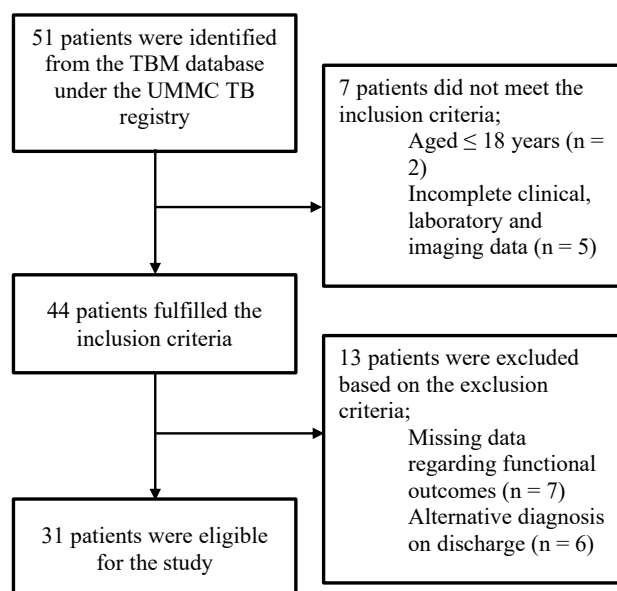 51 patients were identified
from the TBM database
under the UMMC TB
registry
7 patients did not meet the
inclusion criteria;
Aged ≤ 18 years (n =
2)
Incomplete clinical,
laboratory and
imaging data (n = 5)
44 patients fulfilled the
inclusion criteria
13 patients were excluded
based on the exclusion
criteria;
Missing data
regarding functional
outcomes (n = 7)
Alternative diagnosis
on discharge (n = 6)
31 patients were eligible
for the study